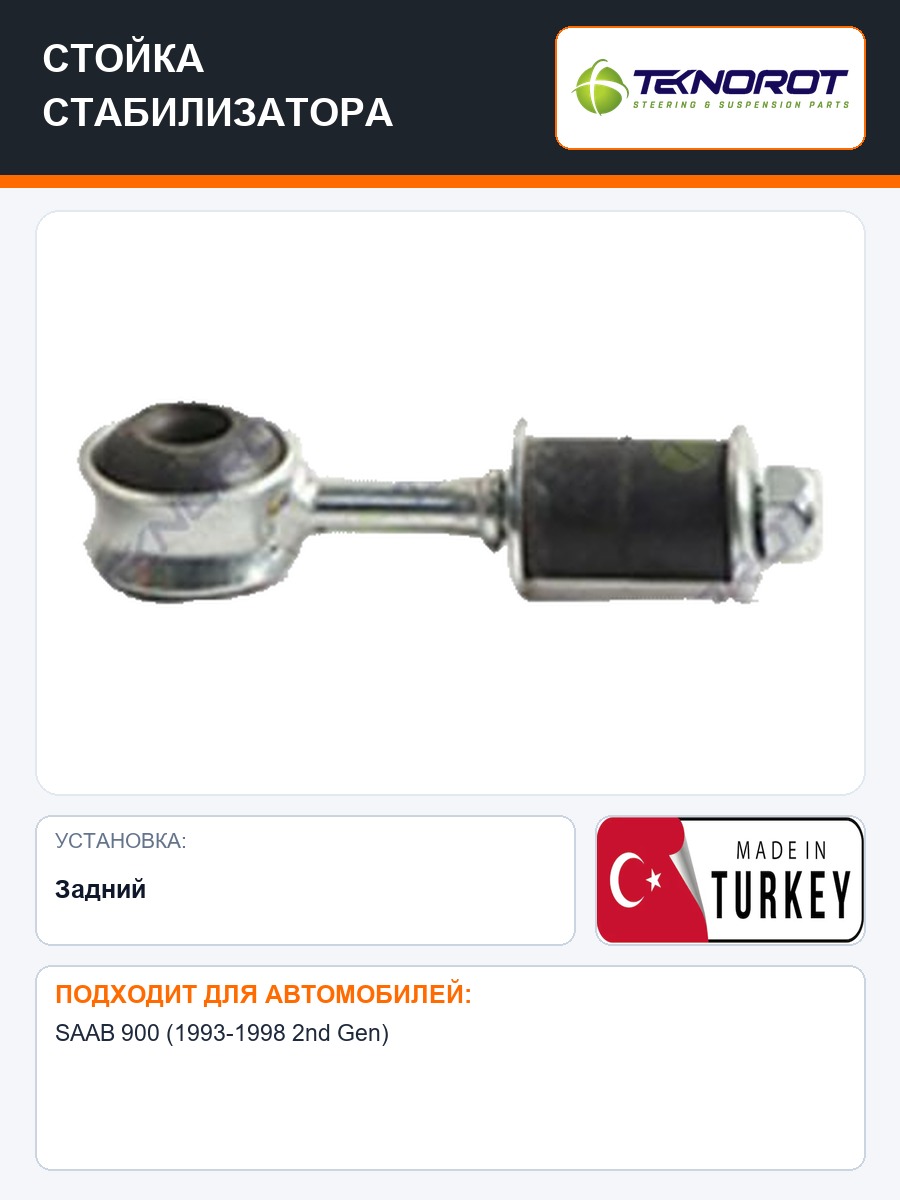 СТОЙКА
СТАБИЛИЗАТОРА
TEKNOROT
STEERING & SUSPENSION PARTS
УСТАНОВКА:
Задний
MADE IN
TURKEY
ПОДХОДИТ ДЛЯ АВТОМОБИЛЕЙ:
SAAB 900 (1993-1998 2nd Gen)